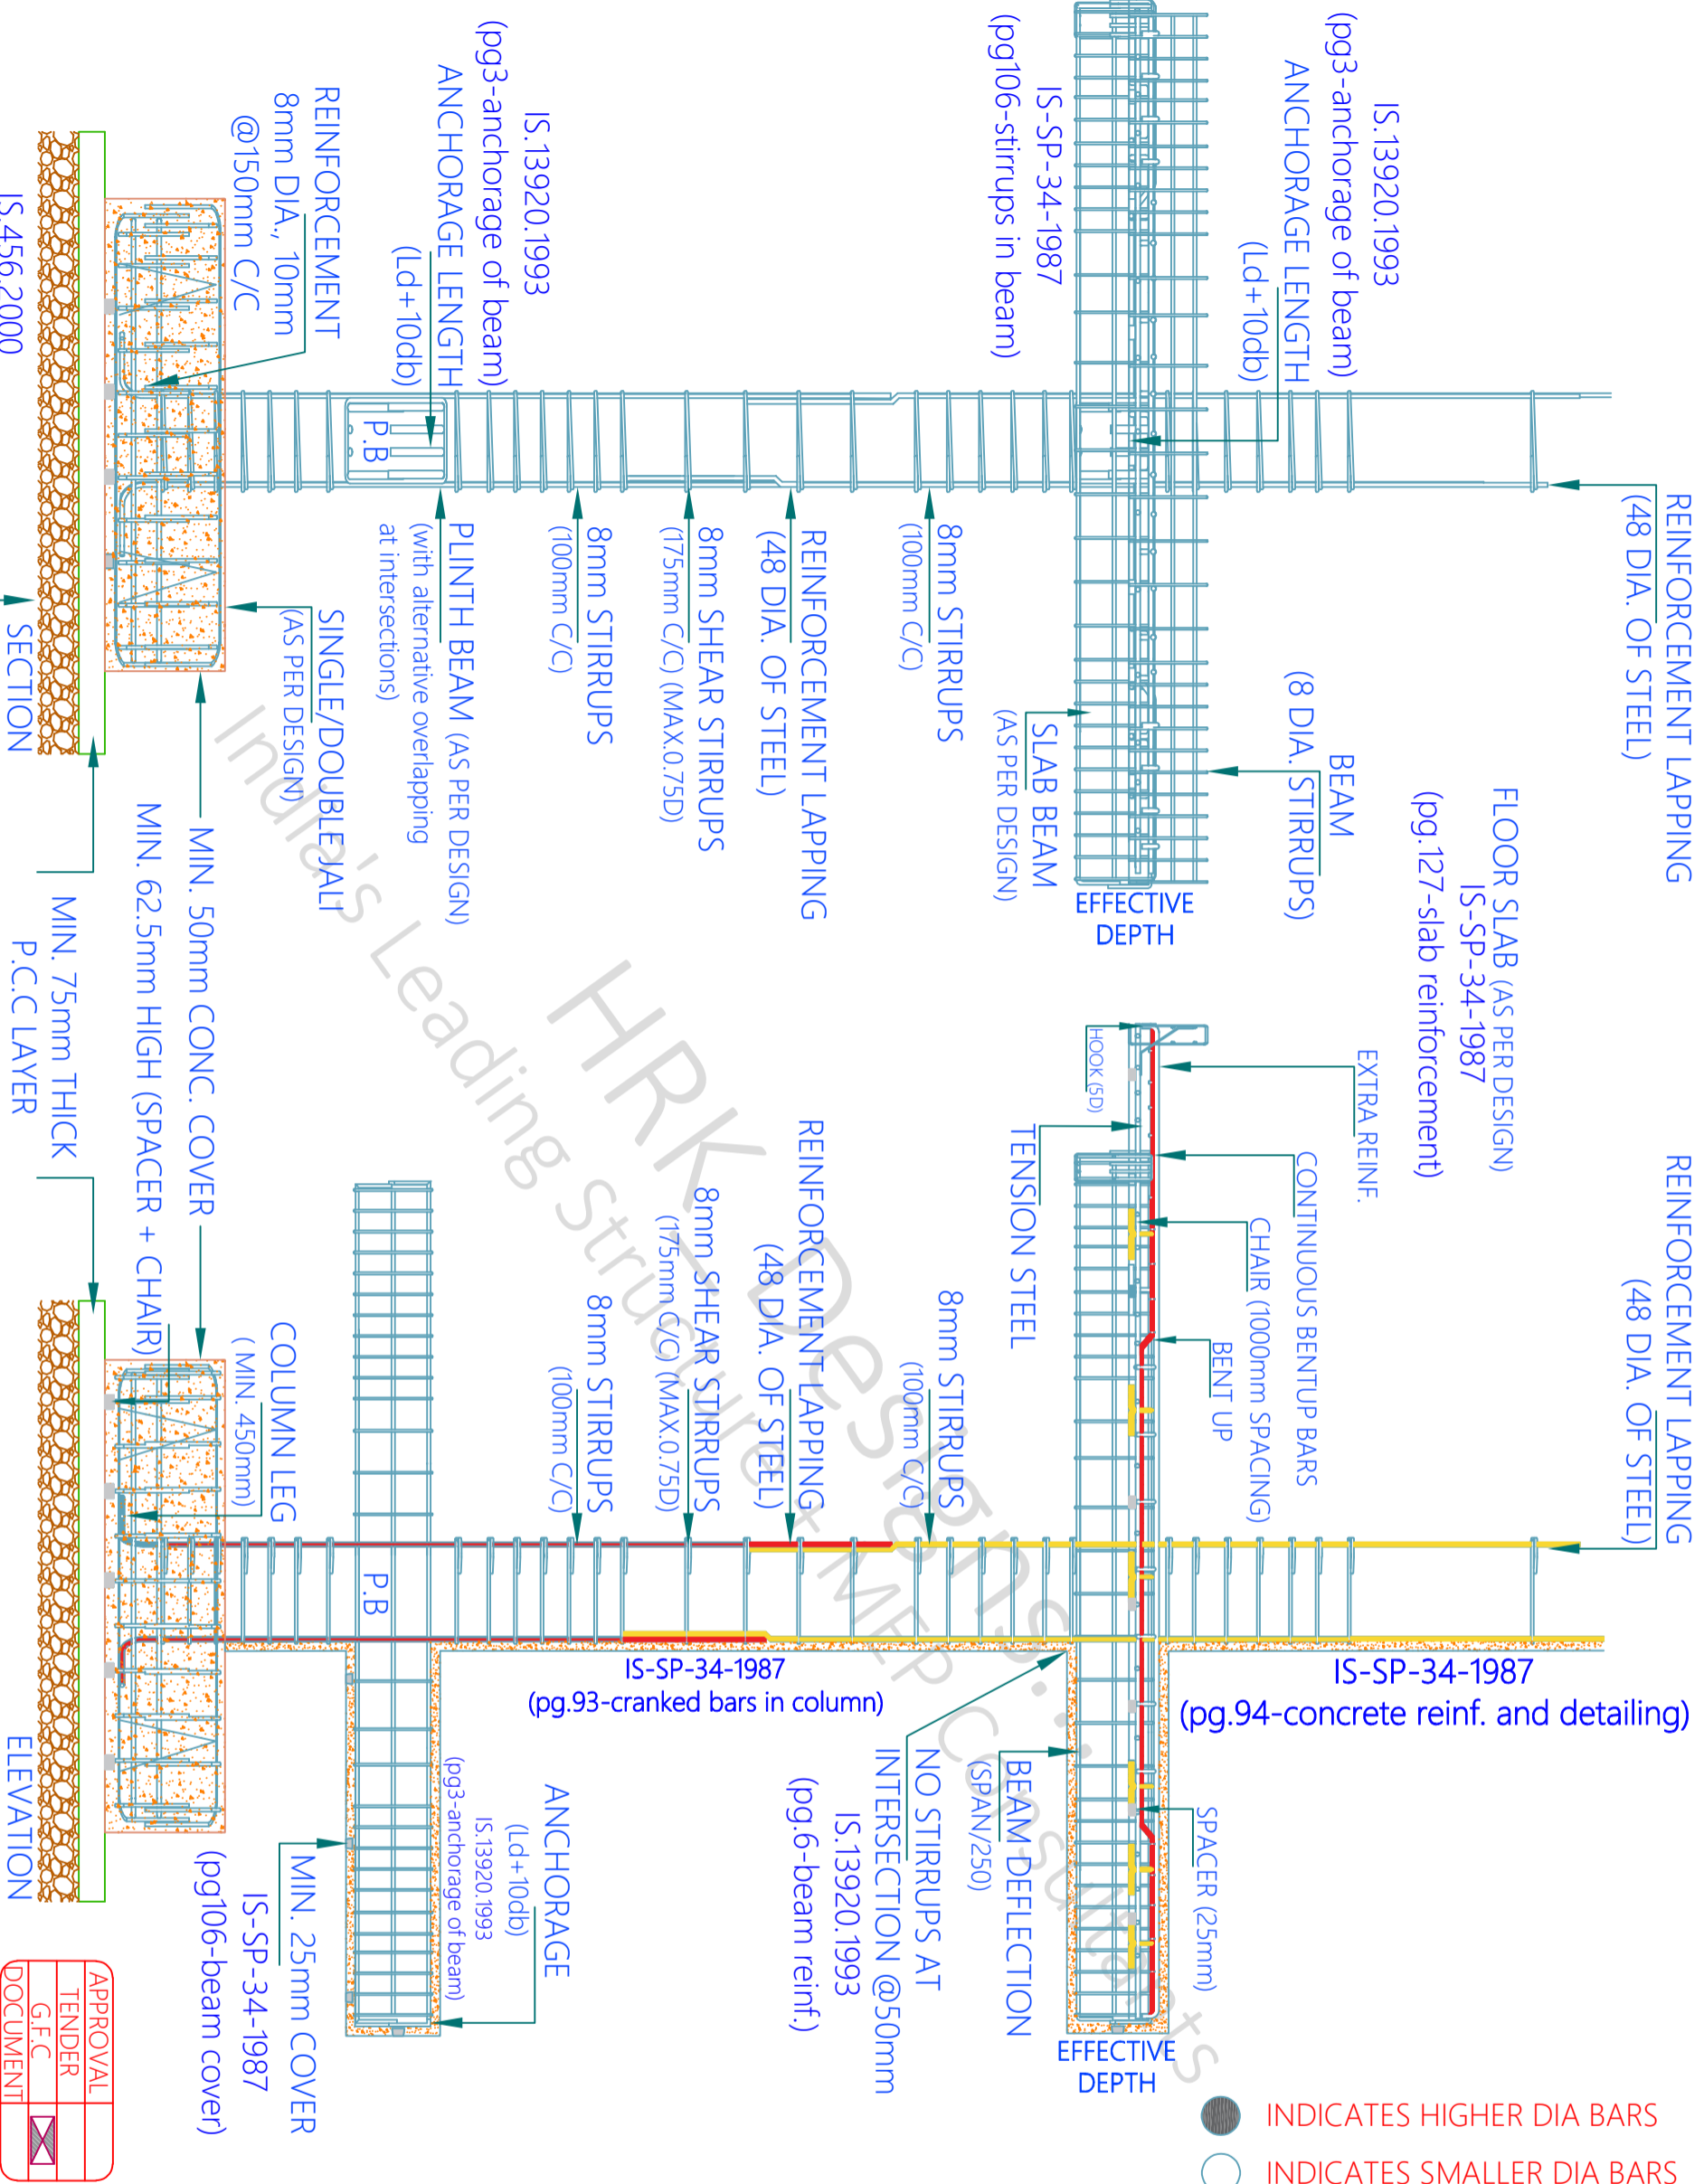 REINFORCEMENT LAPPING
(48 DIA. OF STEEL)
IS.13920.1993
(pg3-anchorage of beam)
ANCHORAGE LENGTH
(Ld+10db)
IS-SP-34-1987
(pg106-stirrups in beam)
BEAM
(8 DIA. STIRRUPS)
SLAB BEAM
(AS PER DESIGN)
EFFECTIVE
DEPTH
8mm STIRRUPS
(100mm C/C)
REINFORCEMENT LAPPING
(48 DIA. OF STEEL)
8mm SHEAR STIRRUPS
(175mm C/C) (MAX.0.75D)
8mm STIRRUPS
(100mm C/C)
IS.13920.1993
(pg3-anchorage of beam)
ANCHORAGE LENGTH
(Ld+10db)
P.B
PLINTH BEAM (AS PER DESIGN)
(with alternative overlapping
at intersections)
REINFORCEMENT
8mm DIA., 10mm
@150mm C/C
SINGLE/DOUBLE JALI
(AS PER DESIGN)
SECTION
IS.456.2000
MIN. 50mm CONC. COVER
MIN. 62.5mm HIGH (SPACER + CHAIR)
MIN. 75mm THICK
P.C.C LAYER
REINFORCEMENT LAPPING
(48 DIA. OF STEEL)
FLOOR SLAB (AS PER DESIGN)
IS-SP-34-1987
(pg.127-slab reinforcement)
EXTRA REINF.
CONTINUOUS BENTUP BARS
CHAIR (1000mm SPACING)
BENT UP
HOOK (5D)
TENSION STEEL
SPACER (25mm)
8mm STIRRUPS
(100mm C/C)
REINFORCEMENT LAPPING
(48 DIA. OF STEEL)
8mm SHEAR STIRRUPS
(175mm C/C) (MAX.0.75D)
8mm STIRRUPS
(100mm C/C)
P.B
COLUMN LEG
( MIN. 450mm)
IS-SP-34-1987
(pg.94-concrete reinf. and detailing)
IS-SP-34-1987
(pg.93-cranked bars in column)
BEAM DEFLECTION
(SPAN/250)
NO STIRRUPS AT
INTERSECTION @50mm
IS.13920.1993
(pg.6-beam reinf.)
EFFECTIVE
DEPTH
ANCHORAGE
(Ld+10db)
IS.13920.1993
(pg3-anchorage of beam)
MIN. 25mm COVER
IS-SP-34-1987
(pg106-beam cover)
ELEVATION
APPROVAL
TENDER
G.F.C
DOCUMENT
INDICATES HIGHER DIA BARS
INDICATES SMALLER DIA BARS
HRK Designs...
India's Leading Structure + MEP Consultants